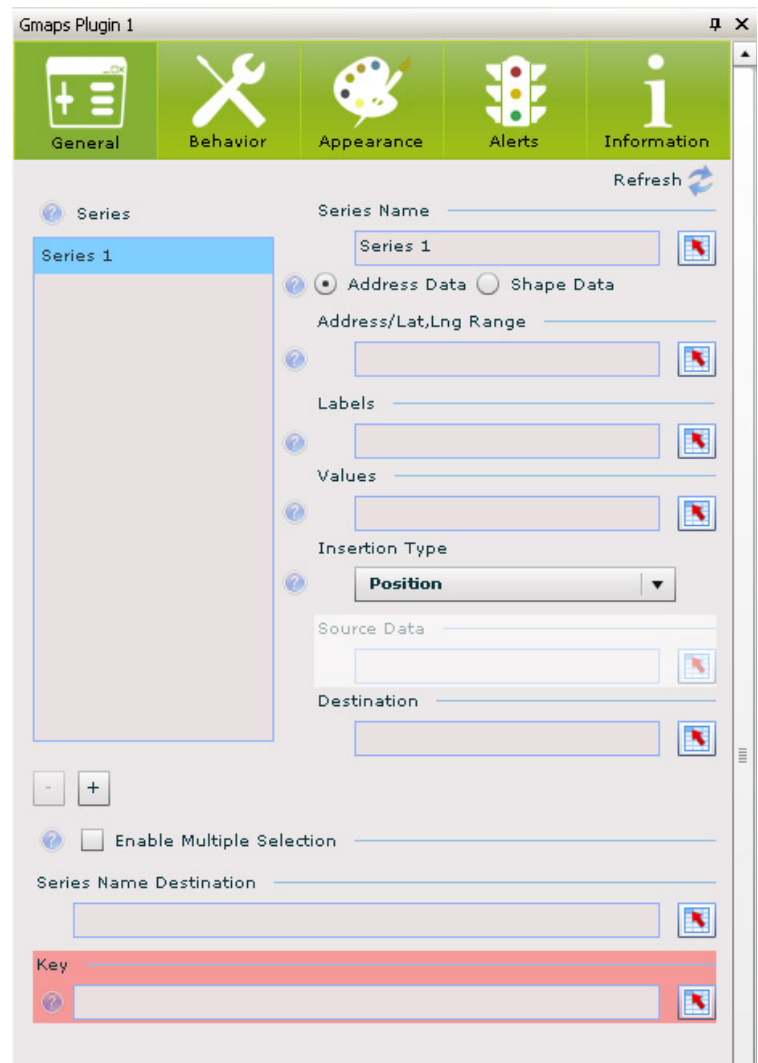 Gmaps Plugin 1
General
Behavior
Appearance
Alerts
Information
Refresh
Series
Series Name
Series 1
Series 1
Address Data
Shape Data
Address/Lat,Lng Range
Labels
Values
Insertion Type
Position
Source Data
Destination
- +
Enable Multiple Selection
Series Name Destination
Key